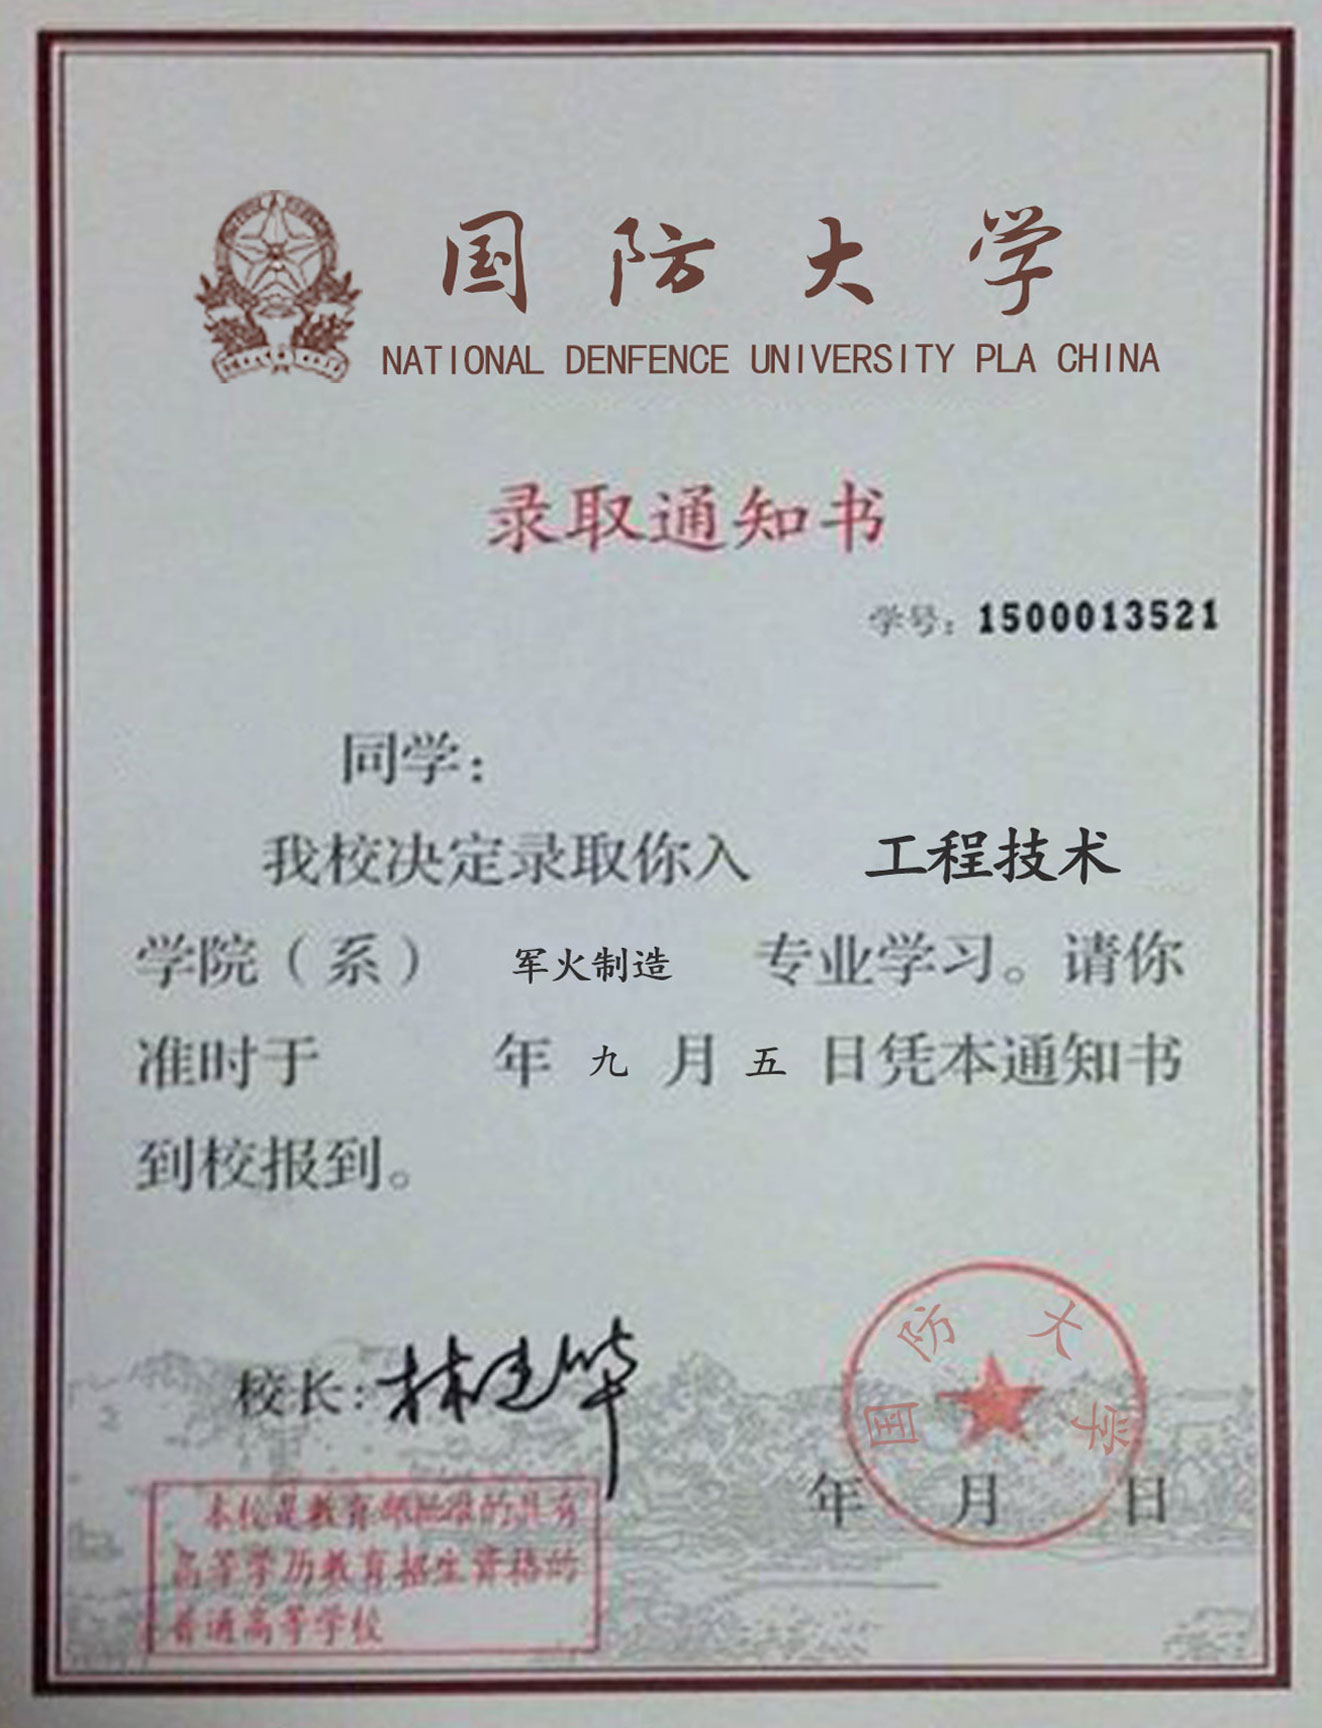 国防大学
NATIONAL DENFENCE UNIVERSITY PLA CHINA
录取通知书
学号：1500013521
同学：
我校决定录取你入 工程技术
学院（系） 军火制造 专业学习。请你
准时于 年 九 月 五 日凭本通知书
到校报到。
校长：林建华
国防大学
年 月 日
本校是教育部批准的具有
高等学历教育招生资格的
普通高等学校